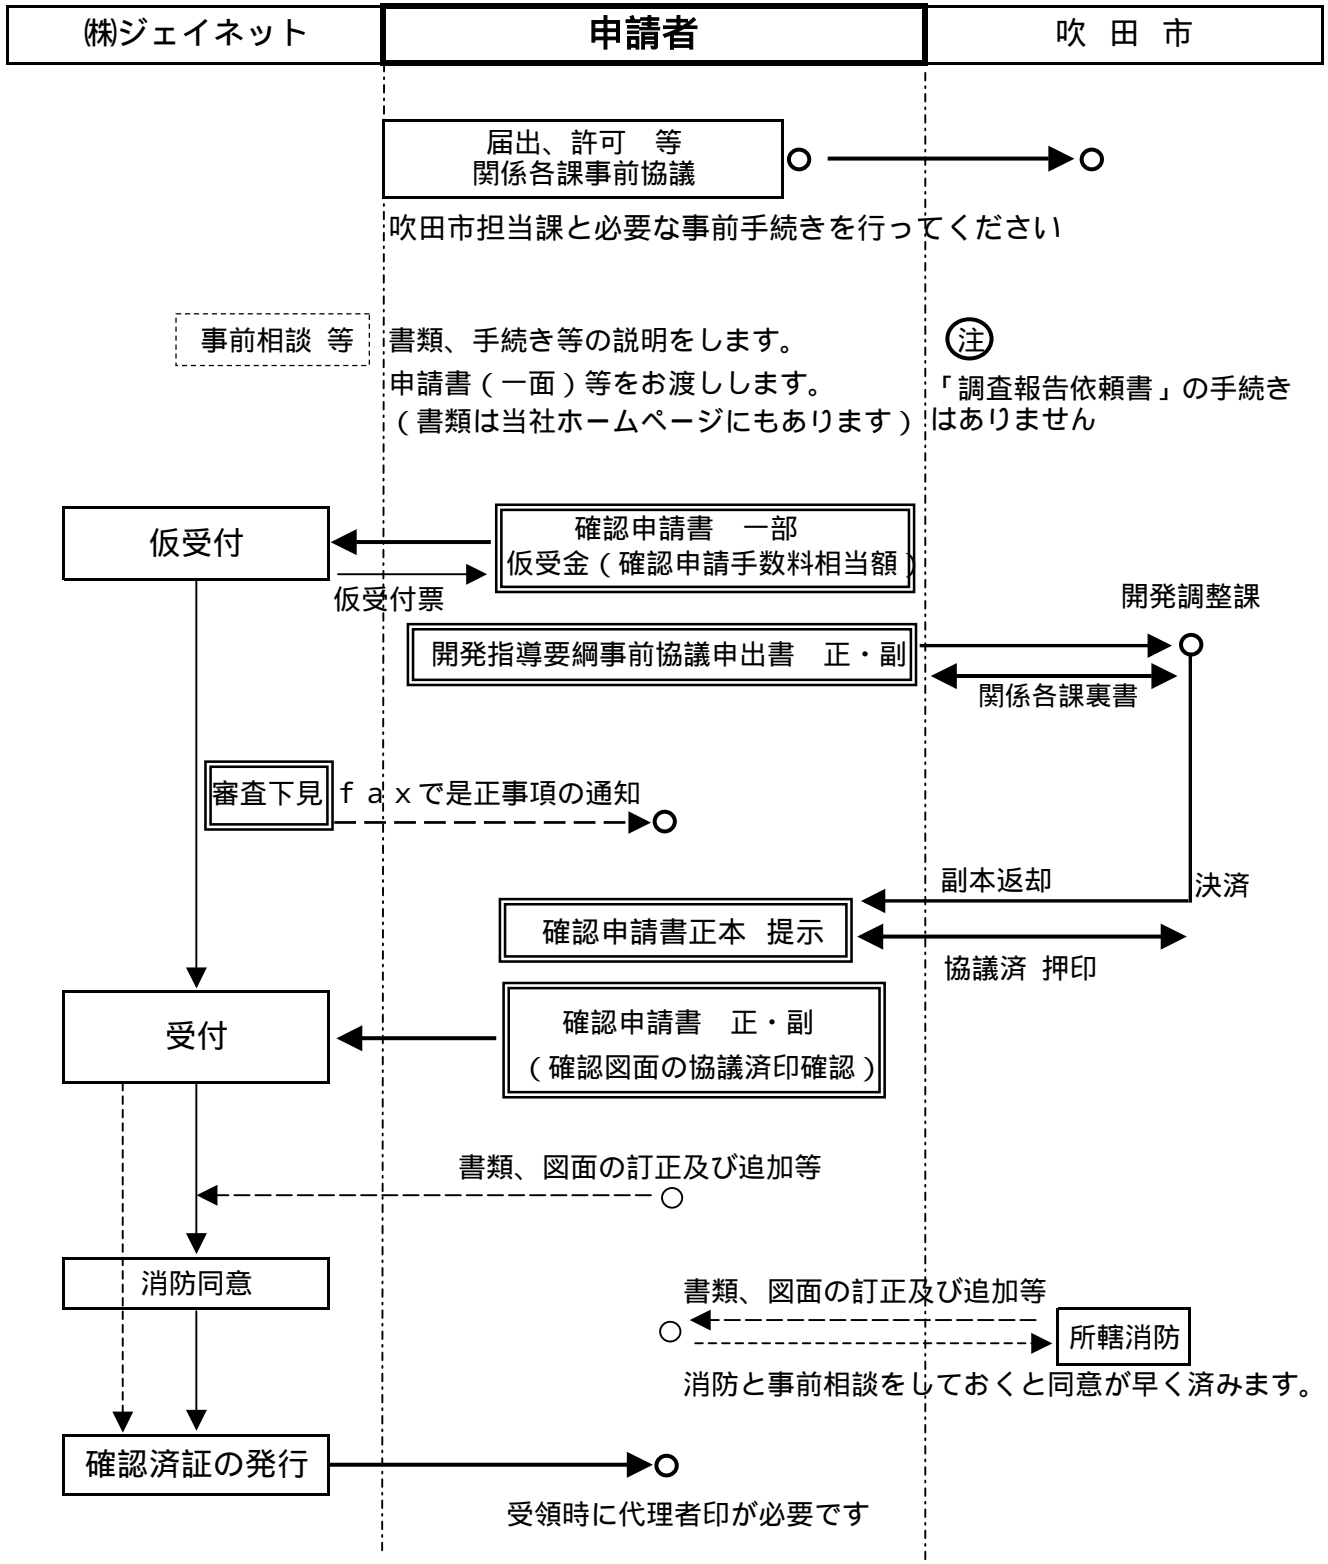 ㈱ジェイネット
申請者
吹 田 市
届出、許可　等
関係各課事前協議
吹田市担当課と必要な事前手続きを行ってください
事前相談 等
書類、手続き等の説明をします。
申請書（一面）等をお渡しします。
（書類は当社ホームページにもあります）
注
「調査報告依頼書」の手続き
はありません
仮受付
確認申請書　一部
仮受金（確認申請手数料相当額）
仮受付票
開発調整課
開発指導要綱事前協議申出書　正・副
関係各課裏書
審査下見
ｆａｘで是正事項の通知
副本返却
決済
確認申請書正本 提示
協議済 押印
受付
確認申請書　正・副
（確認図面の協議済印確認）
書類、図面の訂正及び追加等
消防同意
書類、図面の訂正及び追加等
所轄消防
消防と事前相談をしておくと同意が早く済みます。
確認済証の発行
受領時に代理者印が必要です